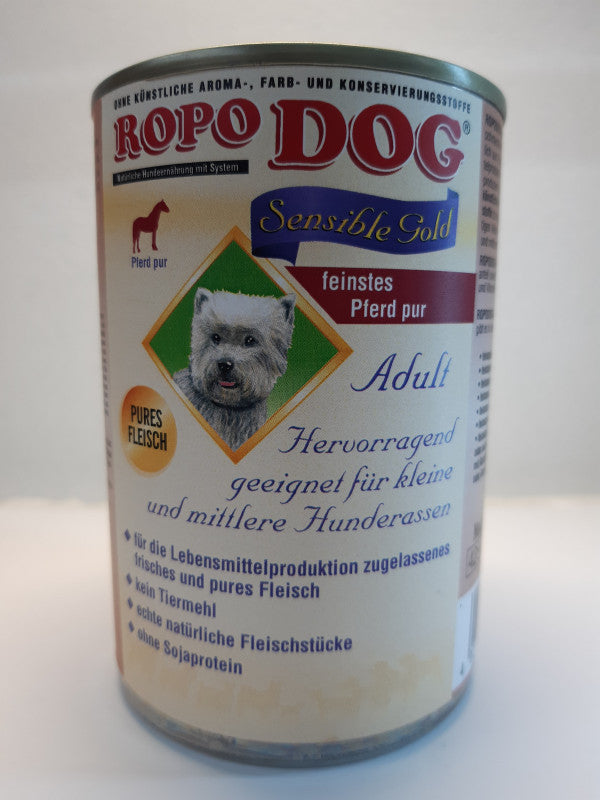 OHNE KÜNSTLICHE AROMA-, FARB- UND KONSERVIERUNGSSTOFFE
ROPO DOG®
Natürliche Hundeernährung mit System
Sensible Gold
Pferd pur
feinstes
Pferd pur
Adult
PURES
FLEISCH
Hervorragend
geeignet für kleine
und mittlere Hunderassen
für die Lebensmittelproduktion zugelassenes
frisches und pures Fleisch
kein Tiermehl
echte natürliche Fleischstücke
ohne Sojaprotein